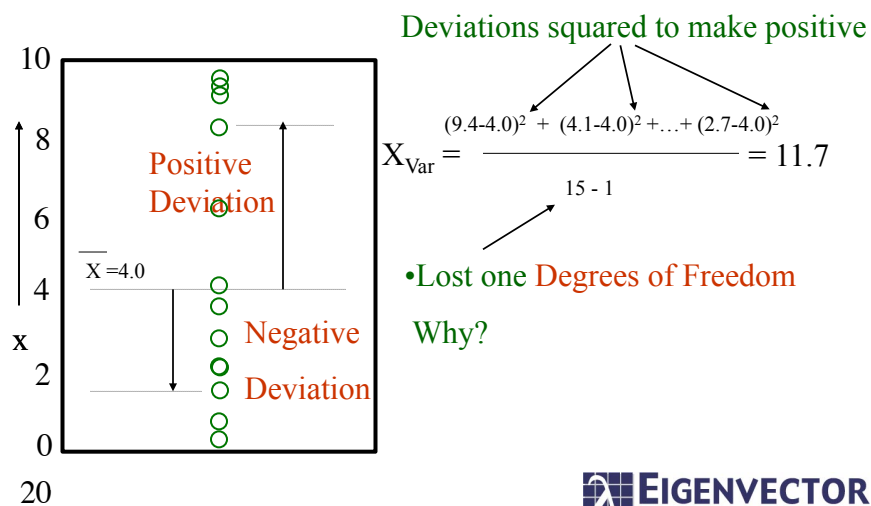 Deviations squared to make positive
10
8
6
4
2
0
x
Positive
Deviation
X =4.0
Negative
Deviation
(9.4-4.0)2 + (4.1-4.0)2 +…+ (2.7-4.0)2
XVar = = 11.7
15 - 1
•Lost one Degrees of Freedom
Why?
20
EIGENVECTOR